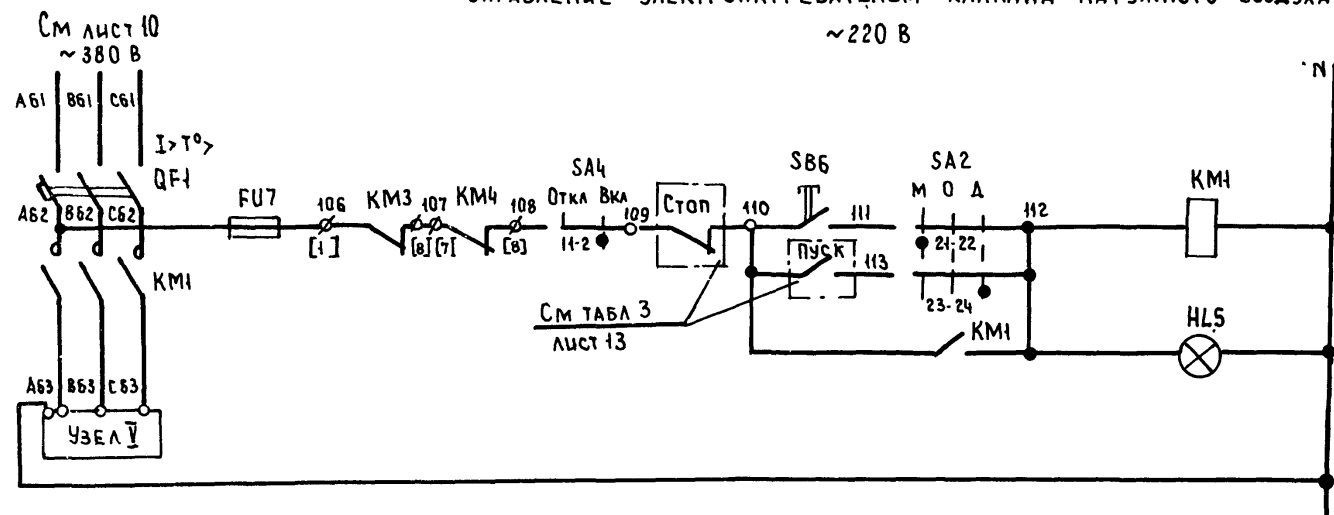 ~220 В
См лист 10
~380 В
N
А61 В61 С61
I> T°>
QF1
А62 В62 С62
FU7
106
[1]
КМ3
107
[8] [7]
КМ4
108
[8]
SA4
Откл Вкл
11-2
109
Стоп
110
SB6
111
SA2
М О Д
21-22
112
КМ1
Пуск
113
23-24
КМ1
См табл 3
лист 13
КМ1
HL5
А63 В63 С63
Узел V